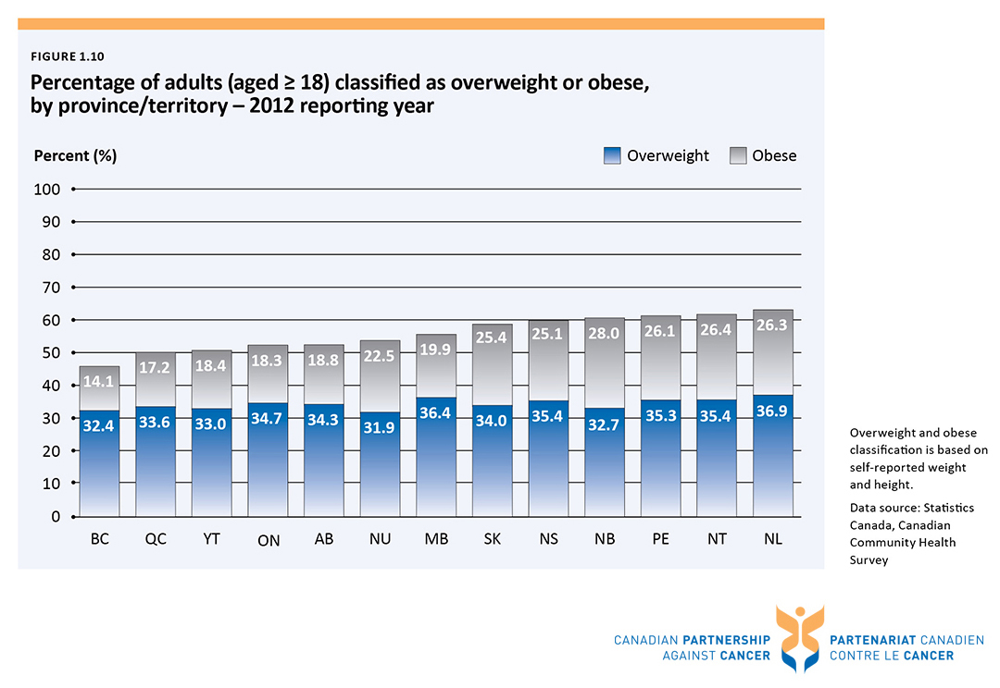 FIGURE 1.10
Percentage of adults (aged ≥ 18) classified as overweight or obese,
by province/territory – 2012 reporting year
Percent (%)
Overweight
Obese
100
90
80
70
60
50
40
30
20
10
0
14.1
17.2
18.4
18.3
18.8
22.5
19.9
25.4
25.1
28.0
26.1
26.4
26.3
32.4
33.6
33.0
34.7
34.3
31.9
36.4
34.0
35.4
32.7
35.3
35.4
36.9
BC
QC
YT
ON
AB
NU
MB
SK
NS
NB
PE
NT
NL
Overweight and obese
classification is based on
self-reported weight
and height.
Data source: Statistics
Canada, Canadian
Community Health
Survey
CANADIAN PARTNERSHIP
AGAINST CANCER
PARTENARIAT CANADIEN
CONTRE LE CANCER